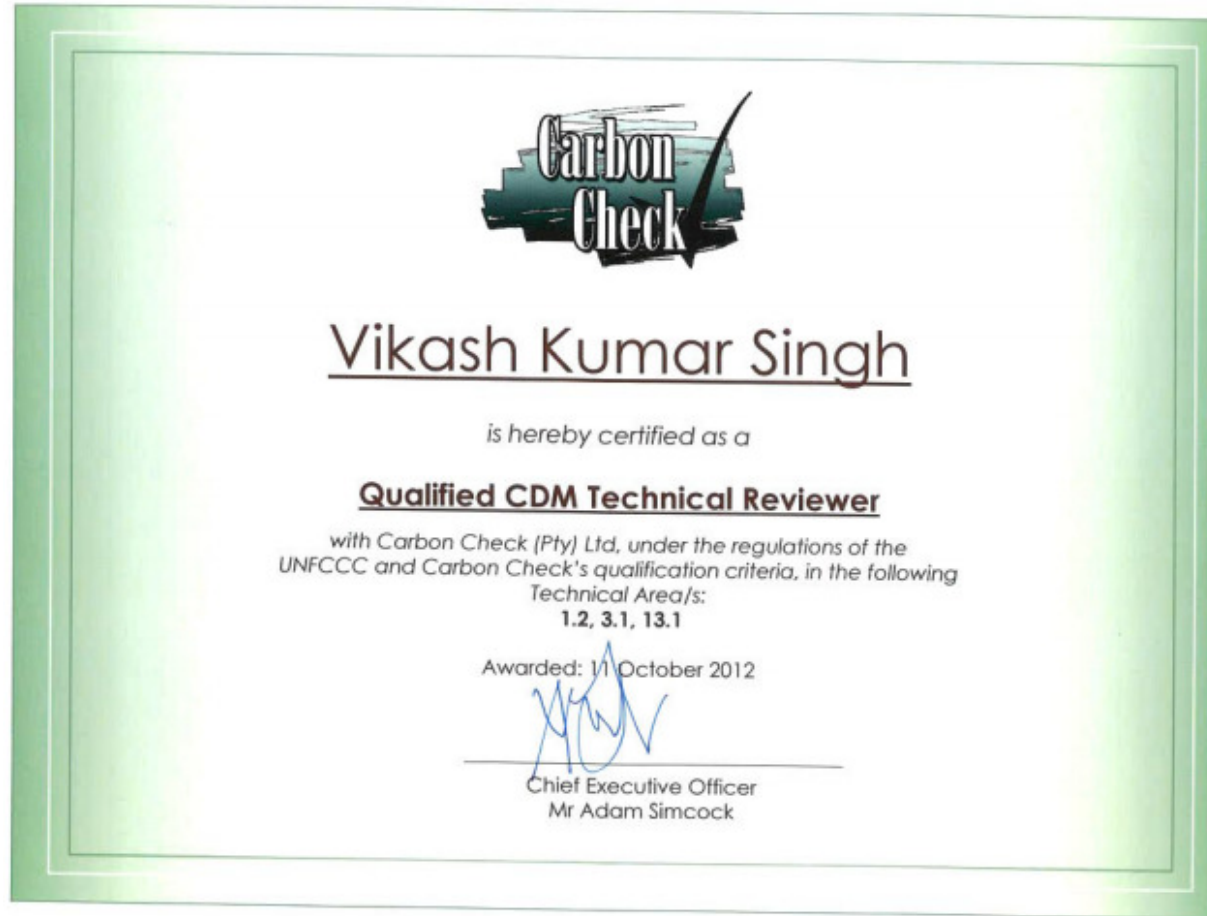 Carbon
Check
Vikash Kumar Singh
is hereby certified as a
Qualified CDM Technical Reviewer
with Carbon Check (Pty) Ltd, under the regulations of the
UNFCCC and Carbon Check's qualification criteria, in the following
Technical Area/s:
1.2, 3.1, 13.1
Awarded: 11 October 2012
Chief Executive Officer
Mr Adam Simcock